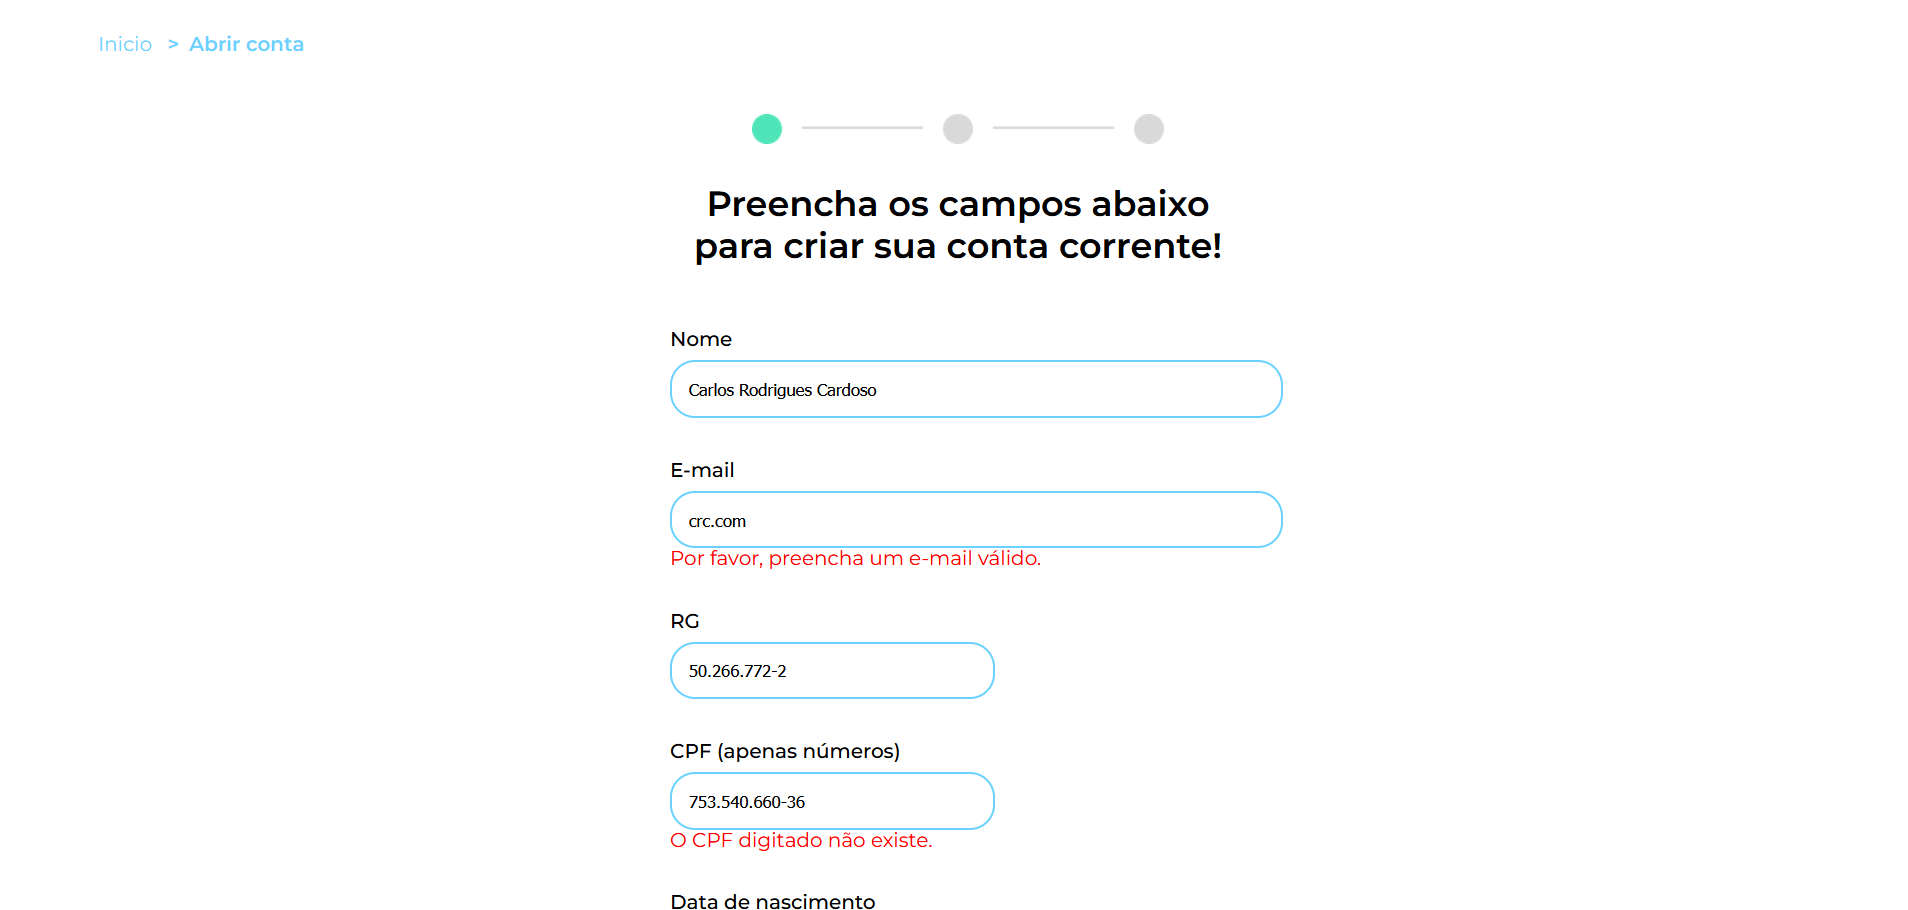 Inicio > Abrir conta
Preencha os campos abaixo
para criar sua conta corrente!
Nome
Carlos Rodrigues Cardoso
E-mail
crc.com
Por favor, preencha um e-mail válido.
RG
50.266.772-2
CPF (apenas números)
753.540.660-36
O CPF digitado não existe.
Data de nascimento